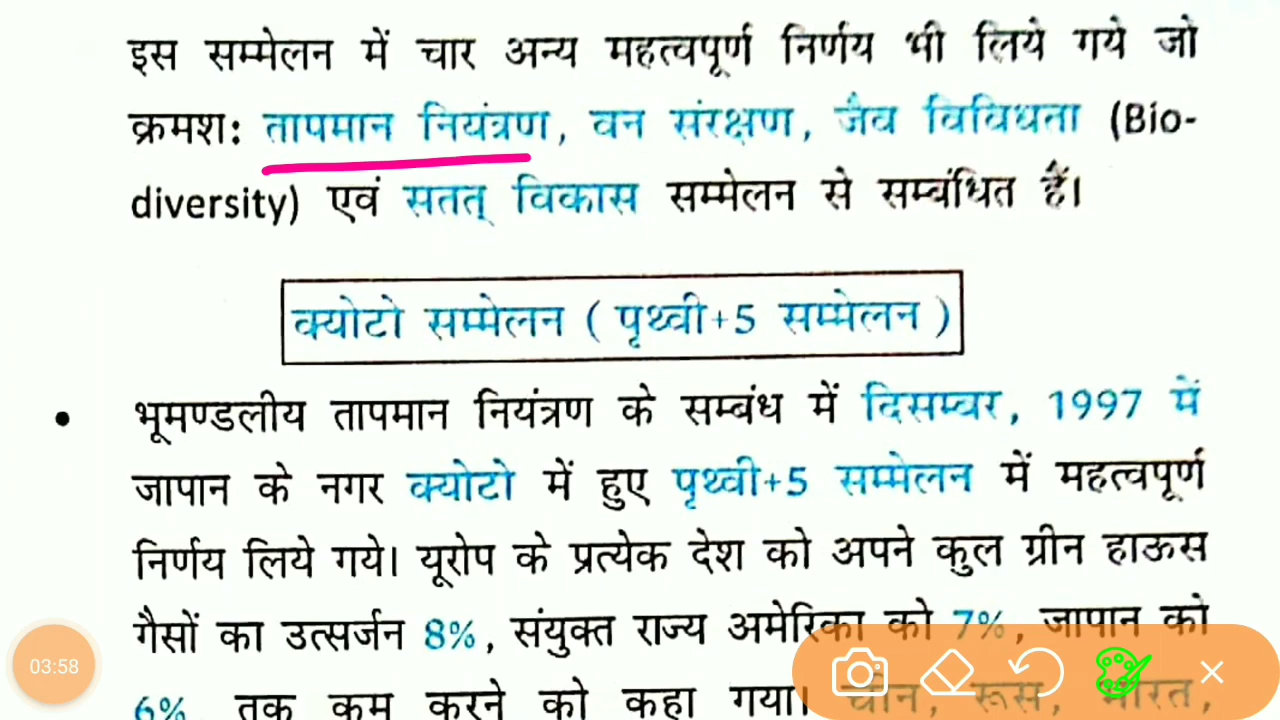 इस सम्मेलन में चार अन्य महत्वपूर्ण निर्णय भी लिये गये जो
क्रमशः तापमान नियंत्रण, वन संरक्षण, जैव विविधता (Bio-
diversity) एवं सतत् विकास सम्मेलन से सम्बंधित हैं।
क्योटो सम्मेलन ( पृथ्वी+5 सम्मेलन )
• भूमण्डलीय तापमान नियंत्रण के सम्बंध में दिसम्बर, 1997 में
जापान के नगर क्योटो में हुए पृथ्वी+5 सम्मेलन में महत्वपूर्ण
निर्णय लिये गये। यूरोप के प्रत्येक देश को अपने कुल ग्रीन हाऊस
गैसों का उत्सर्जन 8%, संयुक्त राज्य अमेरिका को 7%, जापान को
6% तक कम करने को कहा गया। चीन, रूस, भारत,
03:58